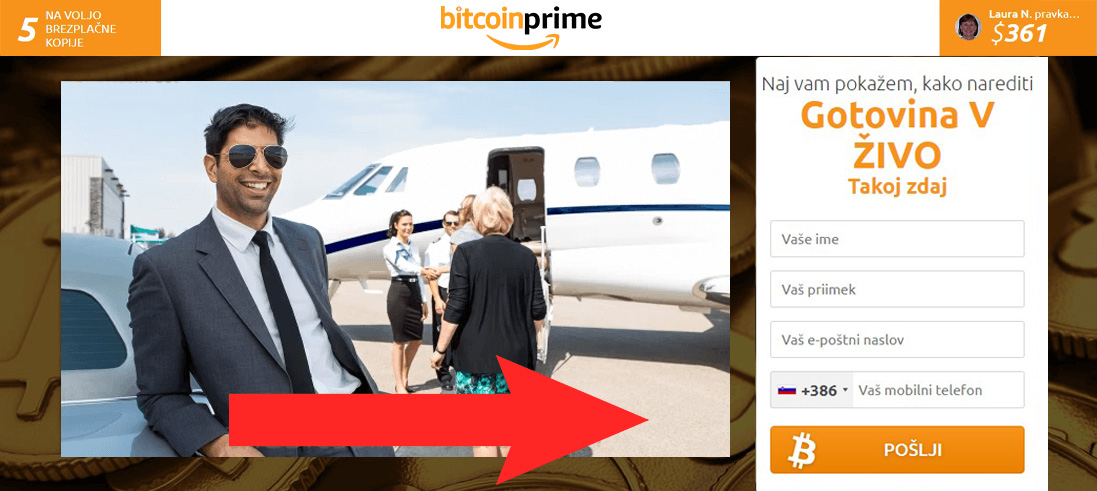 5
NA VOLJO
BREZPLAČNE
KOPIJE
bitcoinprime
Laura N. pravka...
$361
Naj vam pokažem, kako narediti
Gotovina V
ŽIVO
Takoj zdaj
Vaše ime
Vaš priimek
Vaš e-poštni naslov
+386
Vaš mobilni telefon
POŠLJI